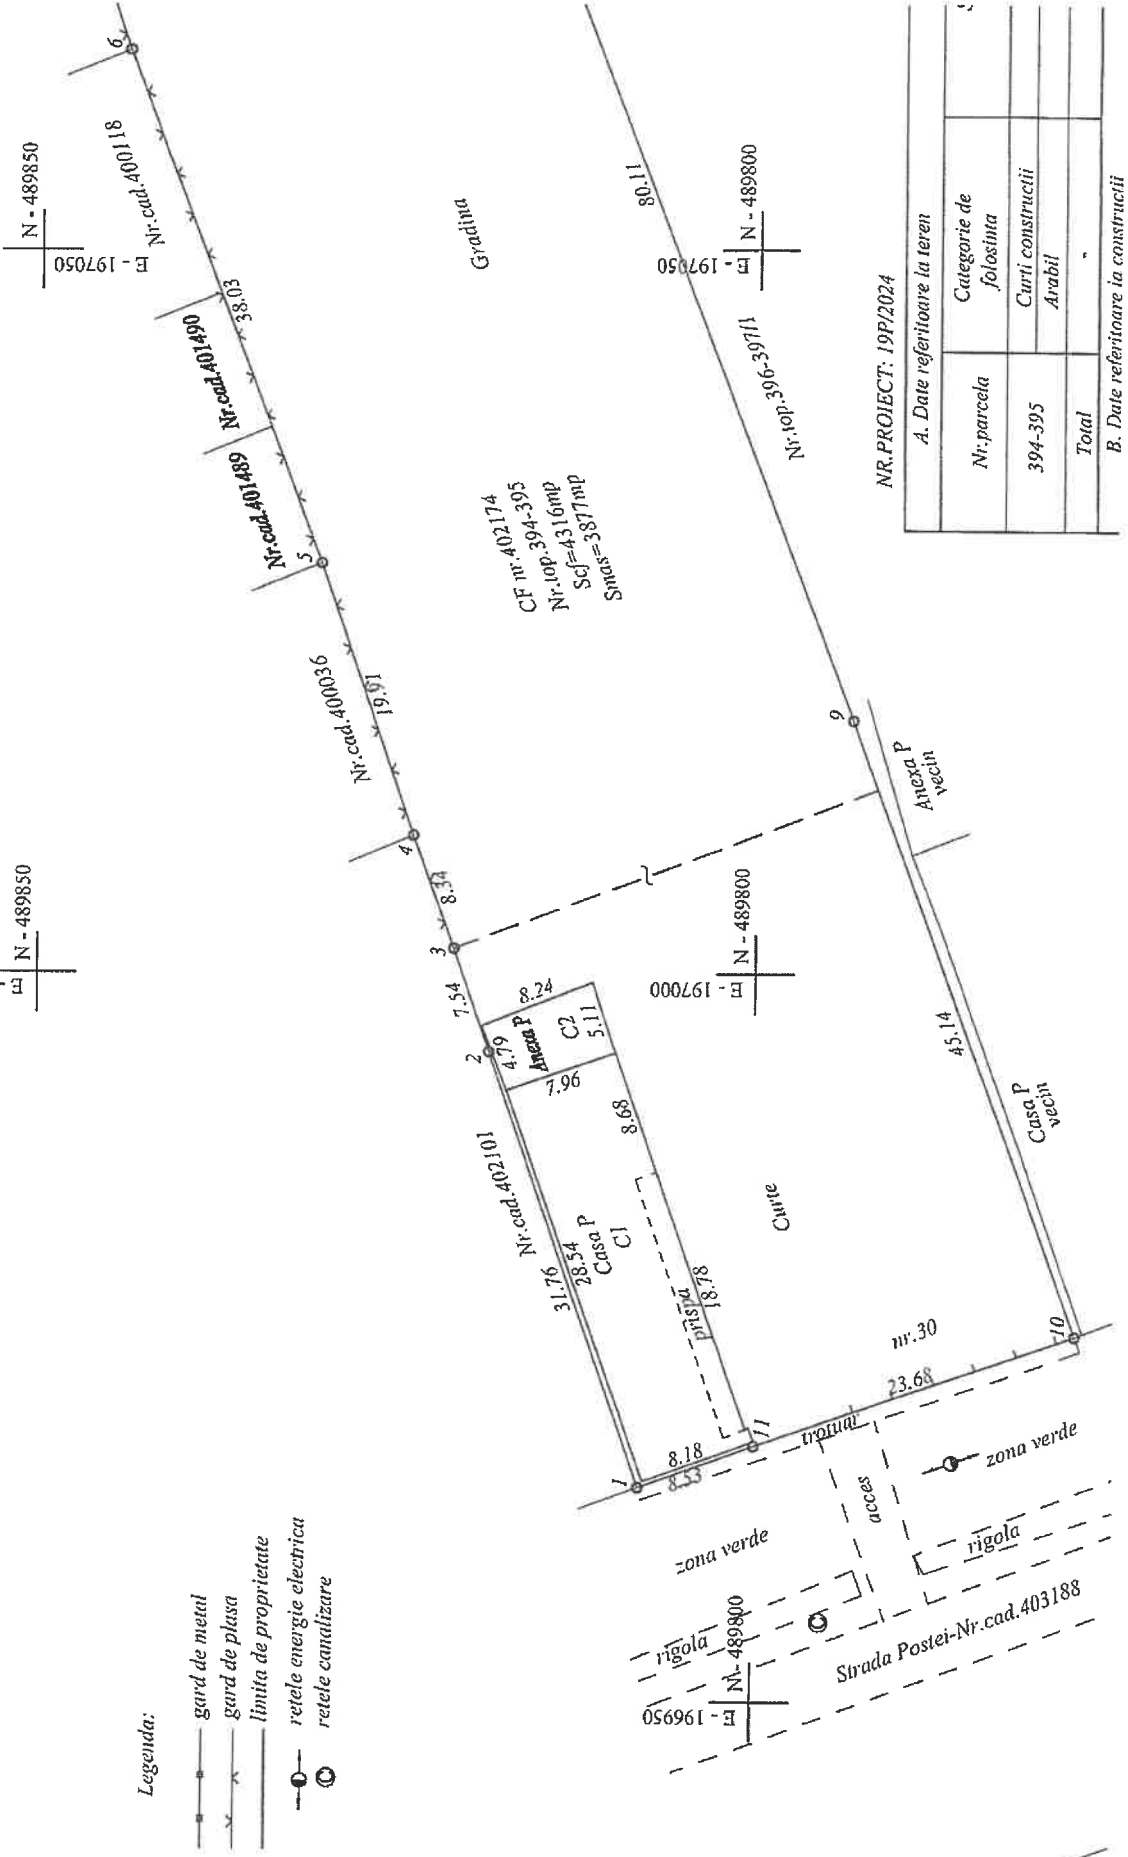 N - 489850
E
N - 489850
E - 197050
6
Nr.cad.400118
38.03
Nr.cad.401490
Nr.cad.401489
5
Nr.cad.400036
19.91
4
8.34
3
7.54
2
Nr.cad.402101
31.76
28.54
Casa P
C1
4.79
Anexa P
C2
8.24
5.11
7.96
8.68
18.78
prispa
1
8.18
8.53
11
Gradina
CF nr.402174
Nr.top.394-395
Scf=4316mp
Smas=3877mp
80.11
N - 489800
E - 197050
Nr.top.396-397/1
9
Anexa P
vecin
N - 489800
E - 197000
45.14
Casa P
vecin
Curte
nr.30
10
23.68
trotuar
acces
zona verde
zona verde
rigola
rigola
Strada Postei-Nr.cad.403188
N - 489800
E - 196950
C
Legenda:
gard de metal
gard de plasa
limita de proprietate
retele energie electrica
C retele canalizare
NR.PROIECT: 19P/2024
A. Date referitoare la teren
Nr.parcela
Categorie de
folosinta
394-395
Curti constructii
Arabil
Total
-
B. Date referitoare la constructii